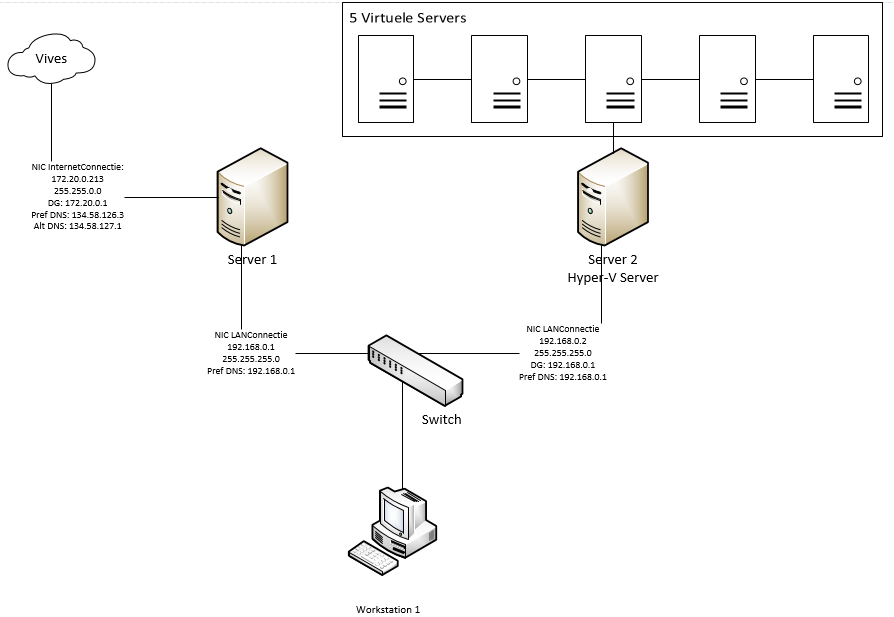 5 Virtuele Servers
Vives
NIC InternetConnectie:
172.20.0.213
255.255.0.0
DG: 172.20.0.1
Pref DNS: 134.58.126.3
Alt DNS: 134.58.127.1
Server 1
Server 2
Hyper-V Server
NIC LANConnectie
192.168.0.1
255.255.255.0
Pref DNS: 192.168.0.1
NIC LANConnectie
192.168.0.2
255.255.255.0
DG: 192.168.0.1
Pref DNS: 192.168.0.1
Switch
Workstation 1